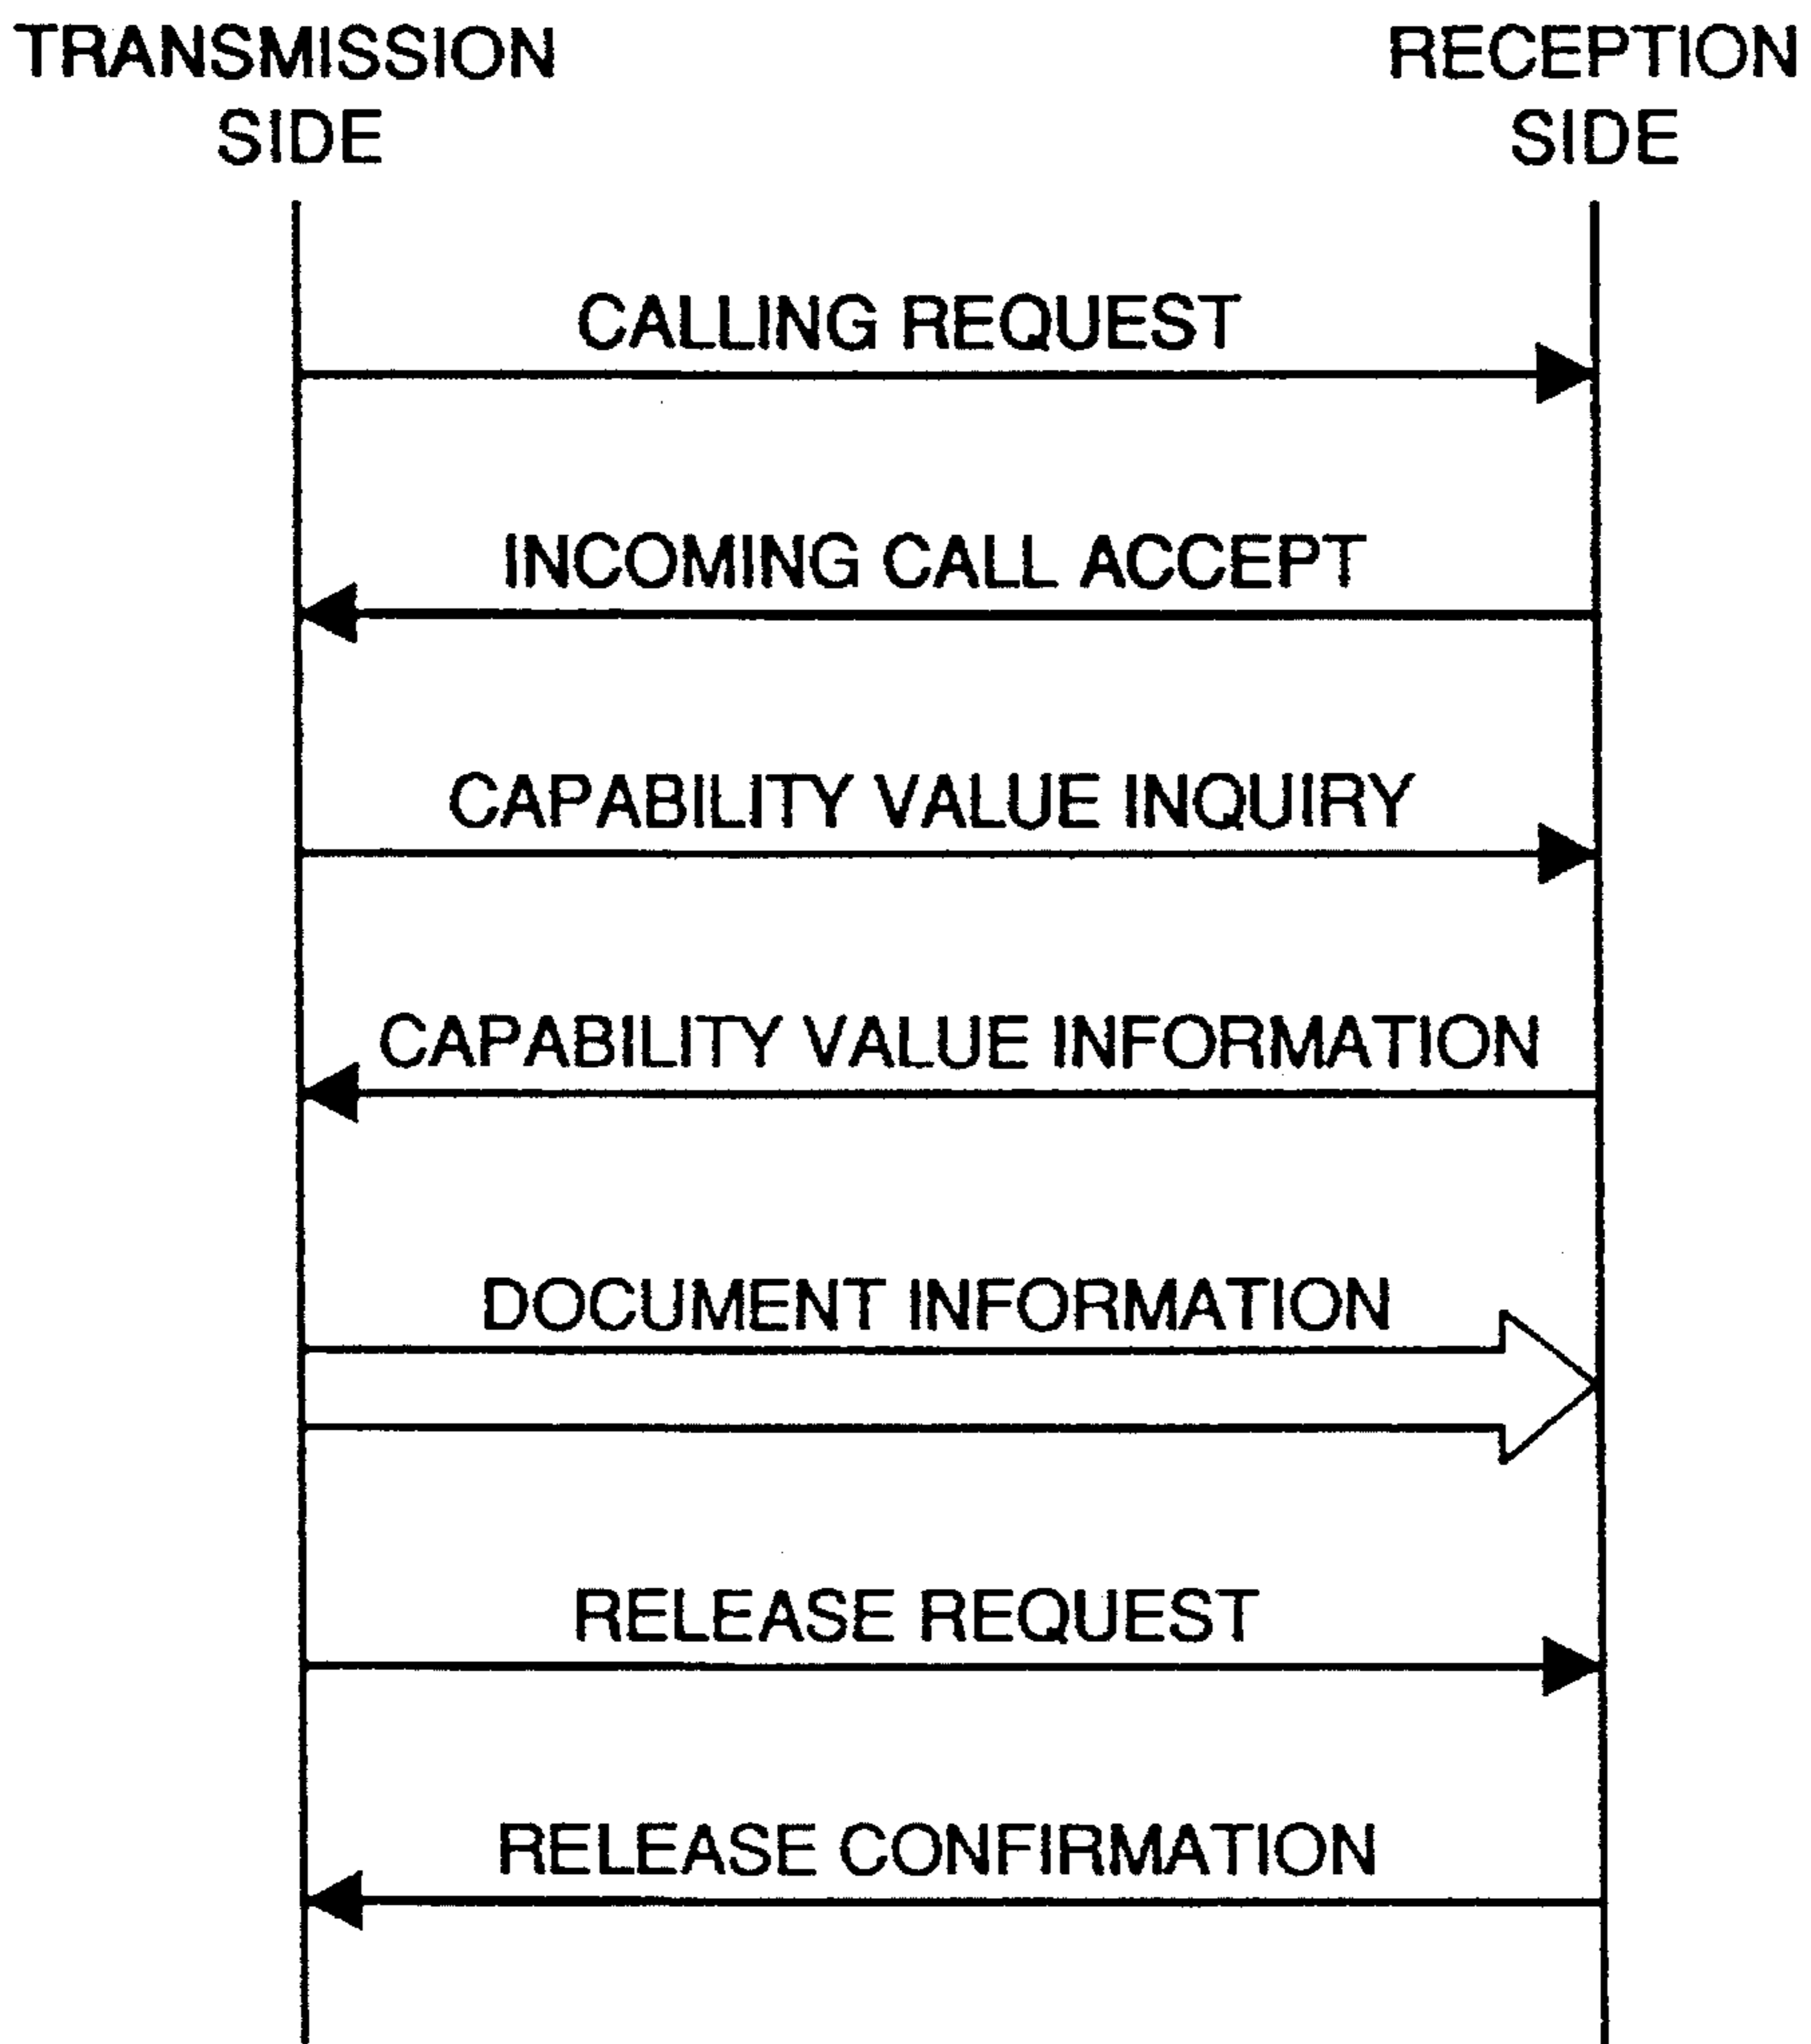 TRANSMISSION
SIDE
RECEPTION
SIDE
CALLING REQUEST
INCOMING CALL ACCEPT
CAPABILITY VALUE INQUIRY
CAPABILITY VALUE INFORMATION
DOCUMENT INFORMATION
RELEASE REQUEST
RELEASE CONFIRMATION